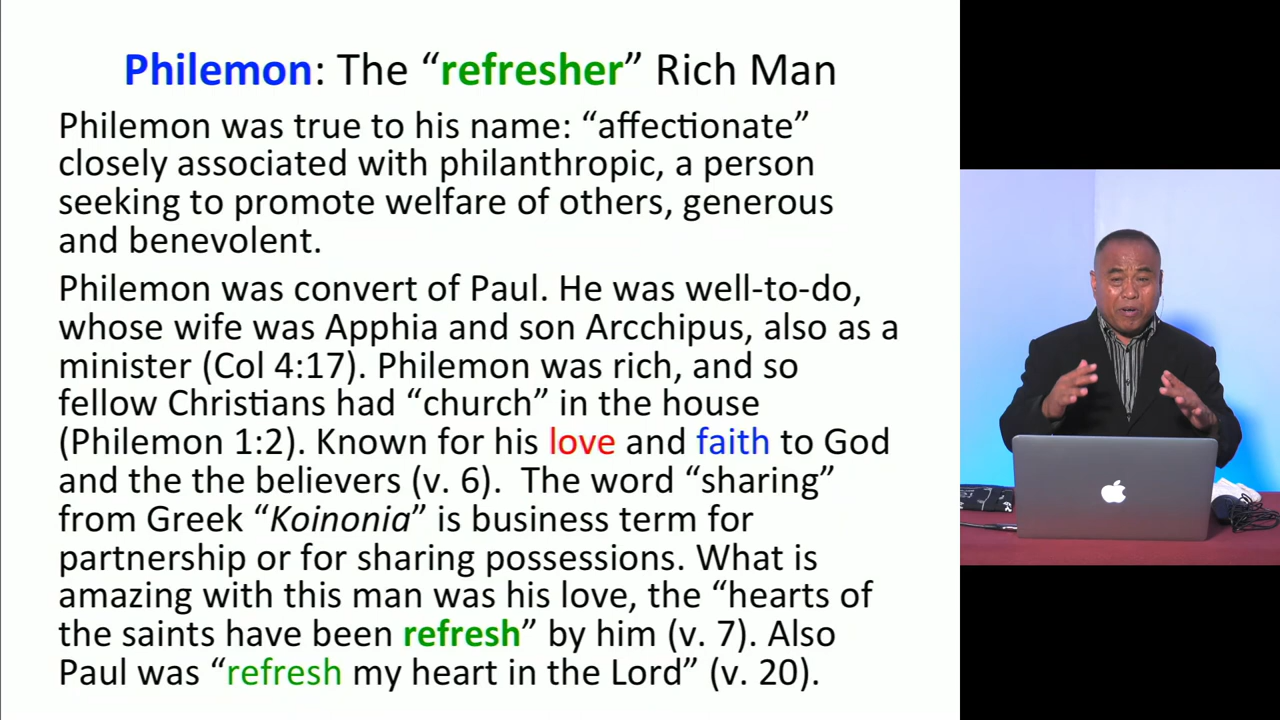 Philemon: The “refresher” Rich Man
Philemon was true to his name: “affectionate”
closely associated with philanthropic, a person
seeking to promote welfare of others, generous
and benevolent.
Philemon was convert of Paul. He was well-to-do,
whose wife was Apphia and son Arcchipus, also as a
minister (Col 4:17). Philemon was rich, and so
fellow Christians had “church” in the house
(Philemon 1:2). Known for his love and faith to God
and the the believers (v. 6).  The word “sharing”
from Greek “Koinonia” is business term for
partnership or for sharing possessions. What is
amazing with this man was his love, the “hearts of
the saints have been refresh” by him (v. 7). Also
Paul was “refresh my heart in the Lord” (v. 20).